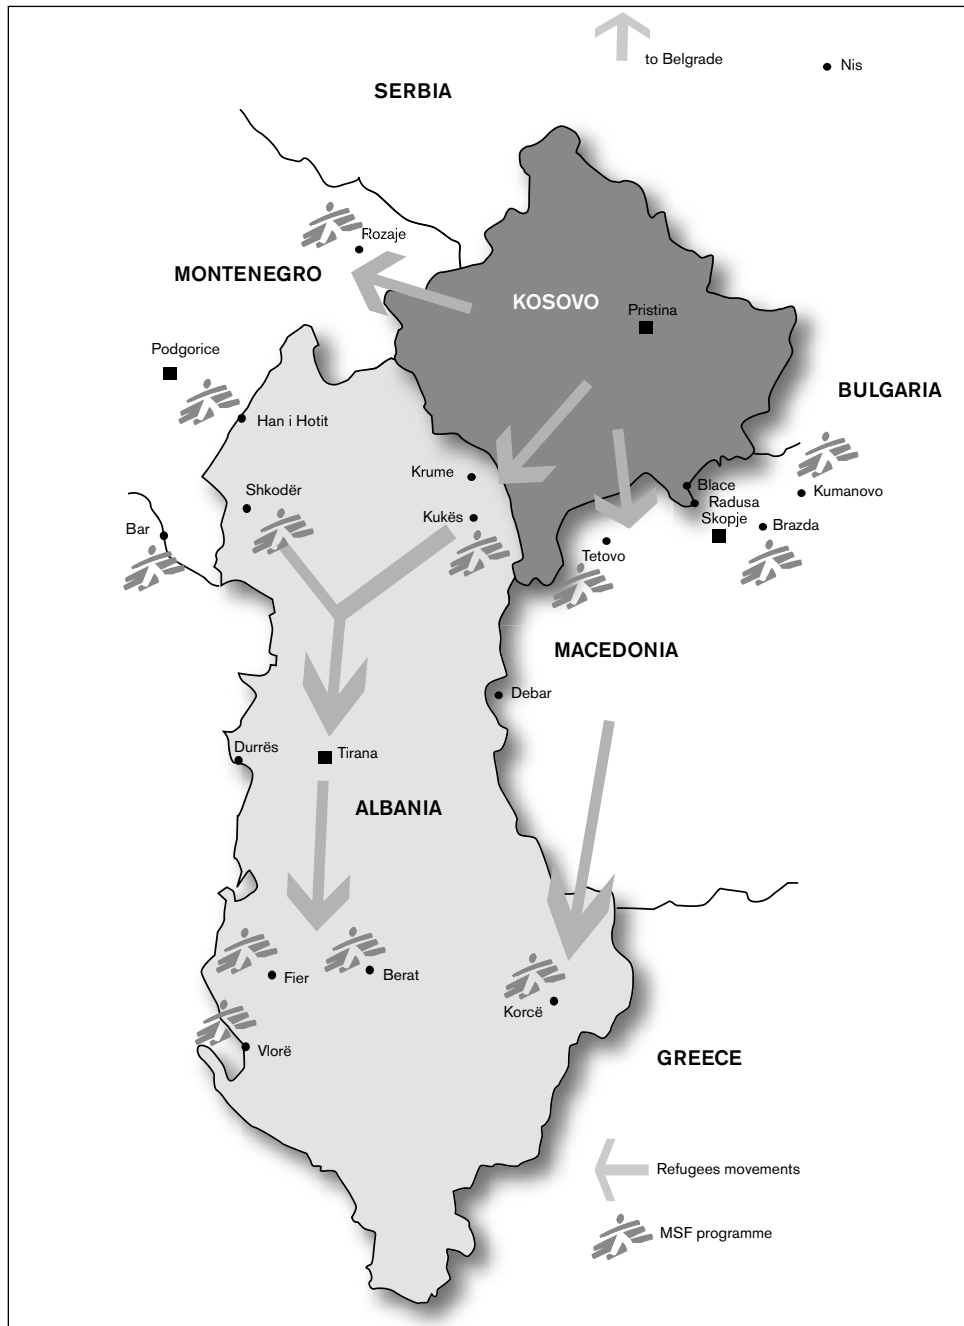 to Belgrade
Nis
SERBIA
Rozaje
MONTENEGRO
KOSOVO
Pristina
Podgorice
BULGARIA
Han i Hotit
Krume
Blace
Shkodër
Radusa
Kumanovo
Kukës
Skopje
Brazda
Bar
Tetovo
MACEDONIA
Debar
Durrës
Tirana
ALBANIA
Fier
Berat
Korcë
Vlorë
GREECE
Refugees movements
MSF programme